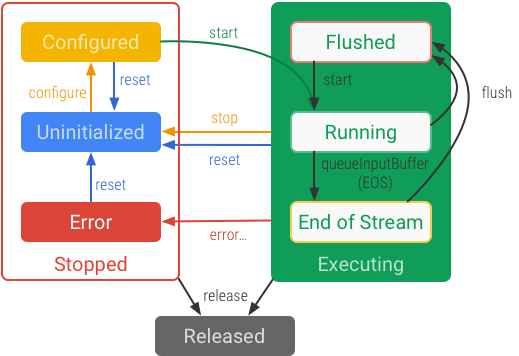 Configured
start
Flushed
configure
reset
start
flush
Uninitialized
stop
reset
Running
queueInputBuffer
(EOS)
reset
Error
error...
End of Stream
Stopped
Executing
release
Released